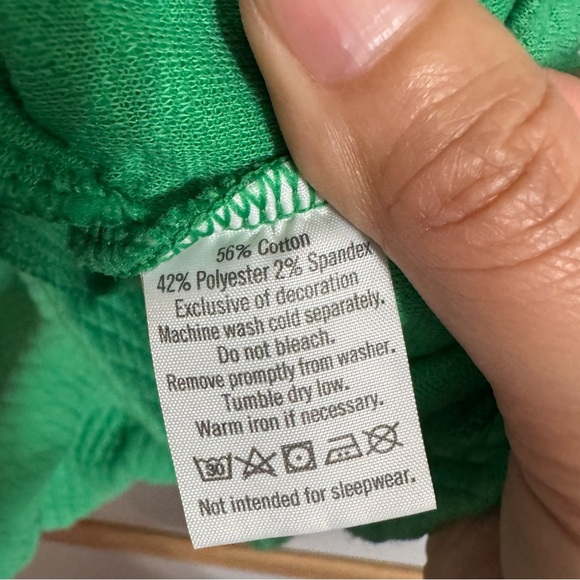 56% Cotton
42% Polyester 2% Spandex
Exclusive of decoration
Machine wash cold separately.
Do not bleach.
Remove promptly from washer.
Tumble dry low.
Warm iron if necessary.
30
Not intended for sleepwear.